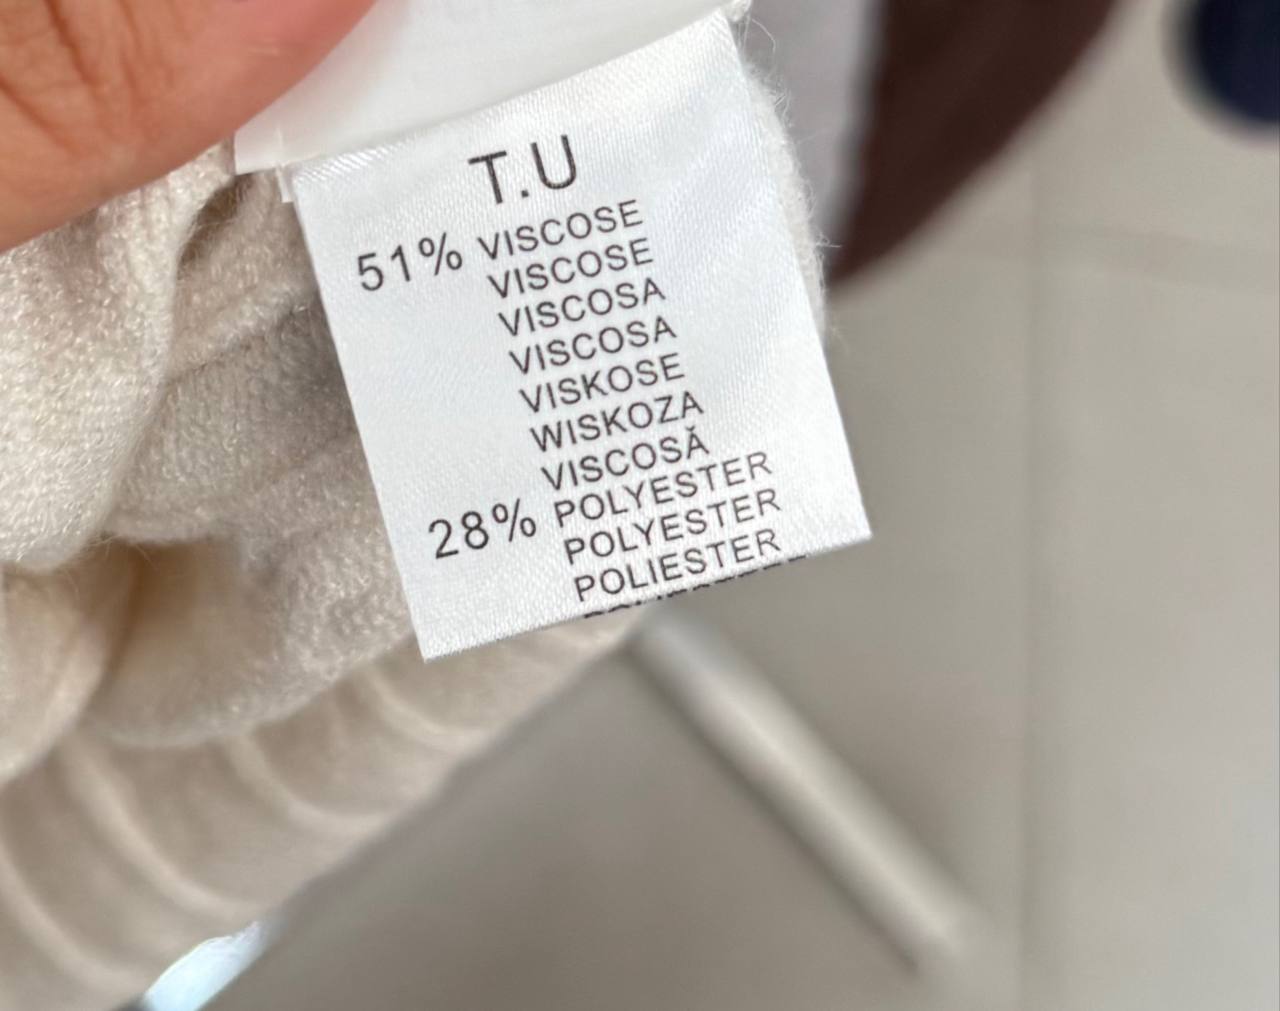 T.U
51% VISCOSE
VISCOSE
VISCOSA
VISCOSA
VISKOSE
WISKOZA
VISCOSĂ
28% POLYESTER
POLYESTER
POLIESTER